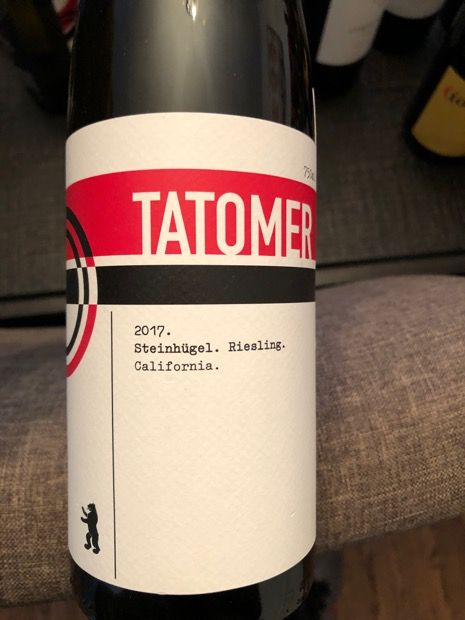 TATOMER
2017.
Steinhügel. Riesling.
California.